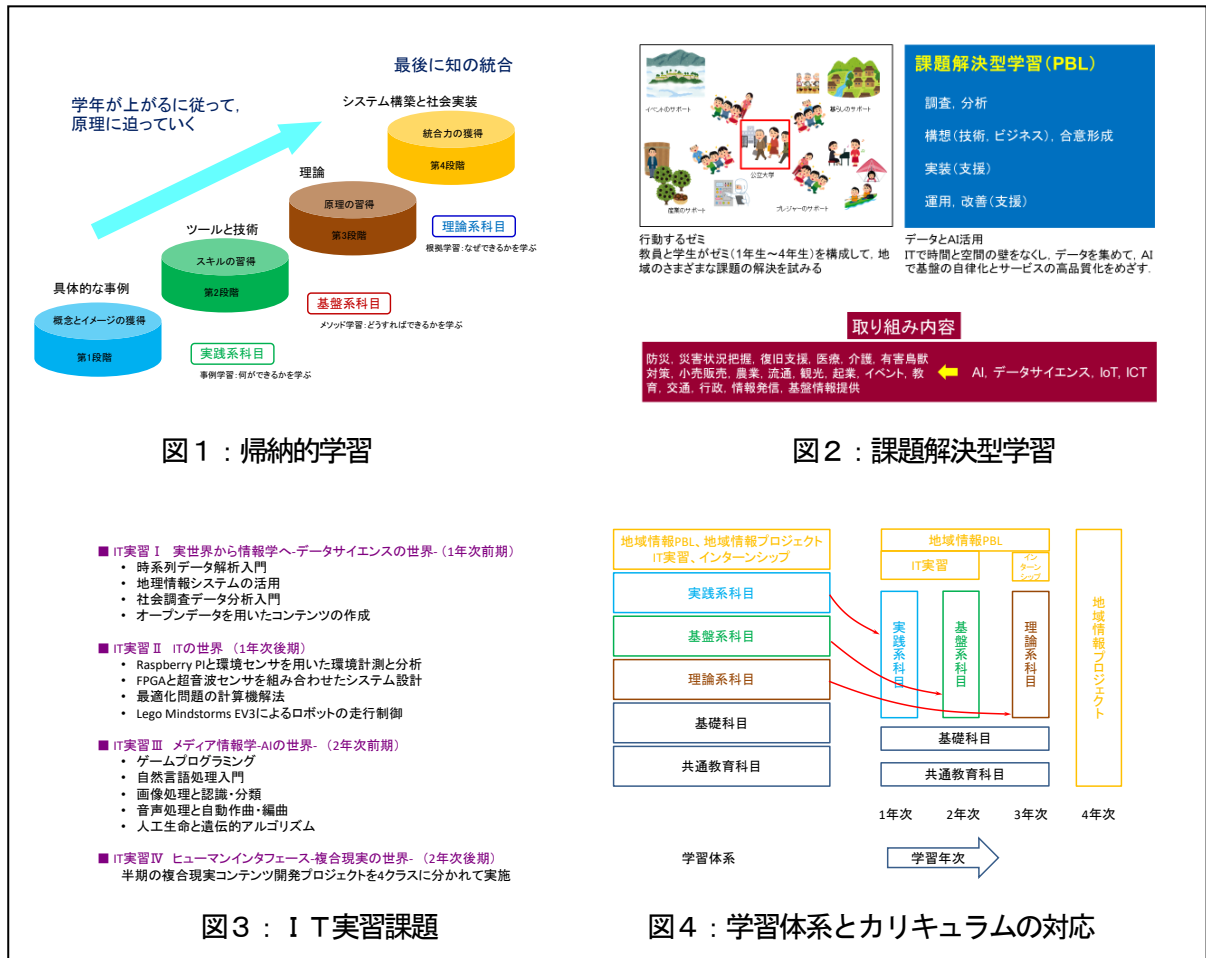 最後に知の統合
学年が上がるに従って，
原理に迫っていく
システム構築と社会実装
統合力の獲得
第4段階
理論
原理の習得
第3段階
理論系科目
根拠学習：なぜできるかを学ぶ
ツールと技術
スキルの習得
第2段階
基盤系科目
メソッド学習：どうすればできるかを学ぶ
具体的な事例
概念とイメージの獲得
第1段階
実践系科目
事例学習：何ができるかを学ぶ
図１：帰納的学習
イベントのサポート
暮らしのサポート
公立大学
産業のサポート
プレジャーのサポート
課題解決型学習（PBL）
調査，分析
構想（技術，ビジネス），合意形成
実装（支援）
運用，改善（支援）
行動するゼミ
教員と学生がゼミ（1年生～4年生）を構成して，地
域のさまざまな課題の解決を試みる
データとAI活用
ITで時間と空間の壁をなくし，データを集めて，AI
で基盤の自律化とサービスの高品質化をめざす．
取り組み内容
防災，災害状況把握，復旧支援，医療，介護，有害鳥獣
対策，小売販売，農業，流通，観光，起業，イベント，教
育，交通，行政，情報発信，基盤情報提供
AI，データサイエンス，IoT，ICT
図２：課題解決型学習
■ IT実習Ⅰ　実世界から情報学へ-データサイエンスの世界-（1年次前期）
• 時系列データ解析入門
• 地理情報システムの活用
• 社会調査データ分析入門
• オープンデータを用いたコンテンツの作成
■ IT実習Ⅱ　ITの世界　（1年次後期）
• Raspberry PIと環境センサを用いた環境計測と分析
• FPGAと超音波センサを組み合わせたシステム設計
• 最適化問題の計算機解法
• Lego Mindstorms EV3によるロボットの走行制御
■ IT実習Ⅲ　メディア情報学-AIの世界-　（2年次前期）
• ゲームプログラミング
• 自然言語処理入門
• 画像処理と認識・分類
• 音声処理と自動作曲・編曲
• 人工生命と遺伝的アルゴリズム
■ IT実習Ⅳ　ヒューマンインタフェース-複合現実の世界-　（2年次後期）
半期の複合現実コンテンツ開発プロジェクトを4クラスに分かれて実施
図３：ＩＴ実習課題
地域情報PBL、地域情報プロジェクト
IT実習、インターンシップ
実践系科目
基盤系科目
理論系科目
基礎科目
共通教育科目
学習体系
地域情報PBL
IT実習
イン
ターン
シップ
実践系科目
基盤系科目
理論系科目
地域情報プロジェクト
基礎科目
共通教育科目
1年次
2年次
3年次
4年次
学習年次
図４：学習体系とカリキュラムの対応